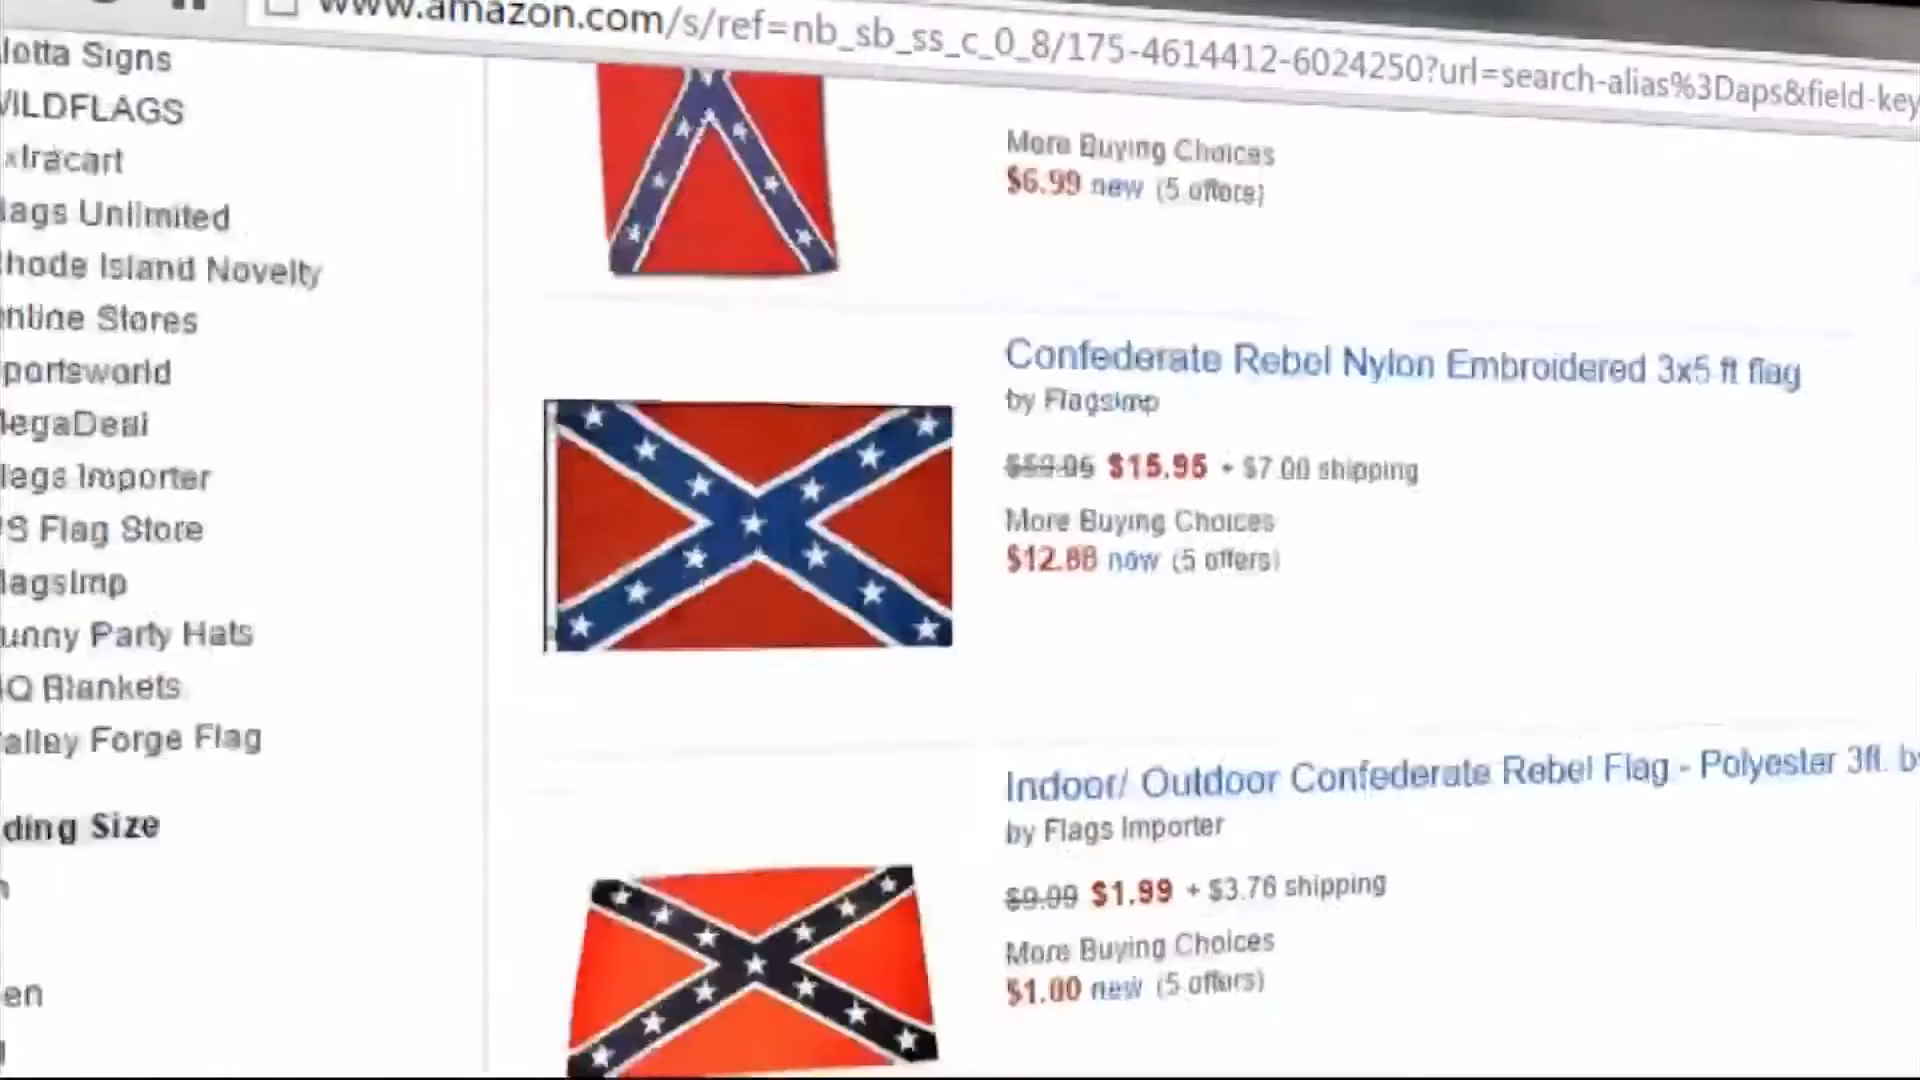 www.amazon.com/s/ref=nb_sb_ss_c_0_8/175-4614412-6024250?url=search-alias%3Daps&field-key
lotta Signs
WILDFLAGS
xtracart
lags Unlimited
hode Island Novelty
nline Stores
portsworld
MegaDeal
lags Importer
S Flag Store
lagsImp
unny Party Hats
Q Blankets
alley Forge Flag
ding Size
en
More Buying Choices
$6.99 new (5 offers)
Confederate Rebel Nylon Embroidered 3x5 ft flag
by FlagsImp
$15.95 + $7.00 shipping
More Buying Choices
$12.88 new (5 offers)
Indoor/ Outdoor Confederate Rebel Flag - Polyester 3ft. by
by Flags Importer
$9.99 $1.99 + $3.76 shipping
More Buying Choices
$1.00 new (5 offers)